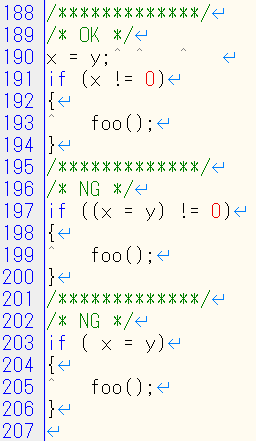 188 /*************/
189 /* OK */
190 x = y;
191 if (x != 0)
192 {
193     foo();
194 }
195 /*************/
196 /* NG */
197 if ((x = y) != 0)
198 {
199     foo();
200 }
201 /*************/
202 /* NG */
203 if ( x = y)
204 {
205     foo();
206 }
207